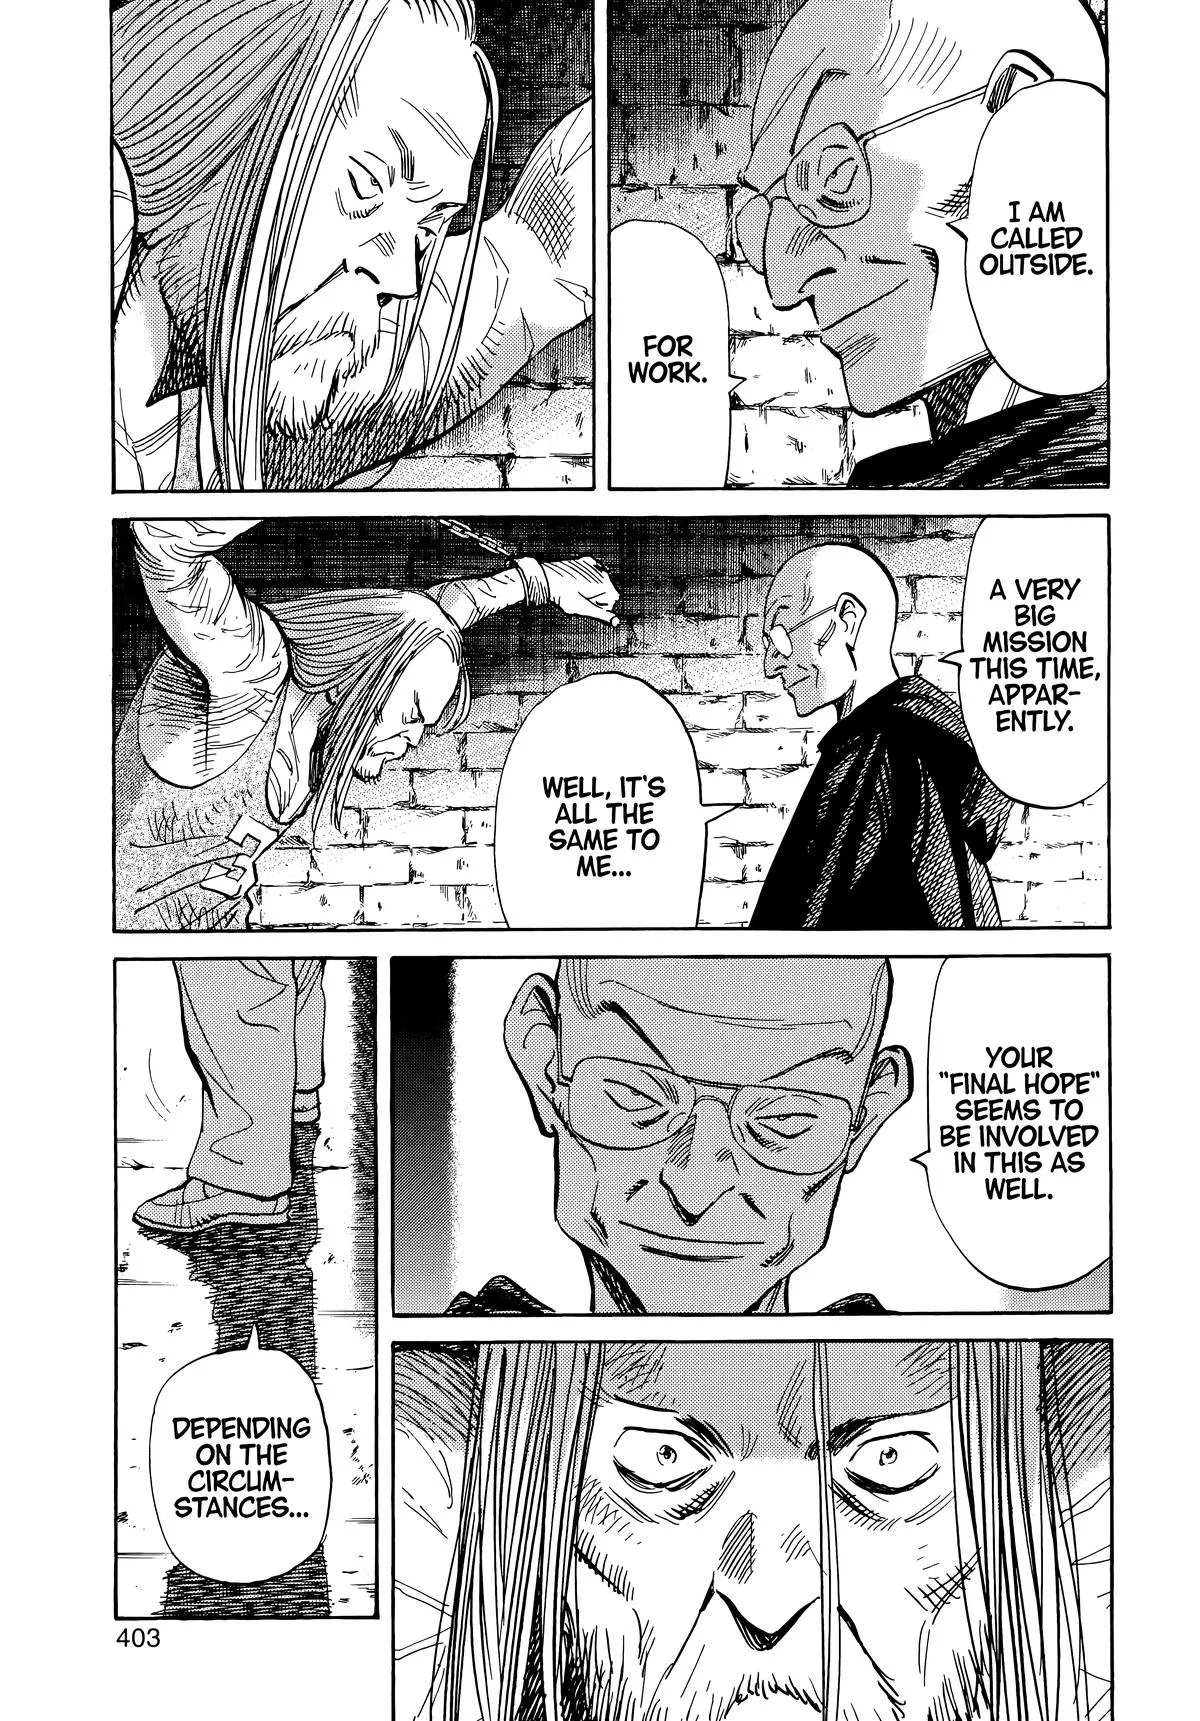 I AM
CALLED
OUTSIDE.
FOR
WORK.
A VERY
BIG
MISSION
THIS TIME,
APPAR-
ENTLY.
WELL, IT'S
ALL THE
SAME TO
ME...
YOUR
"FINAL HOPE"
SEEMS TO
BE INVOLVED
IN THIS AS
WELL.
DEPENDING
ON THE
CIRCUM-
STANCES...
403